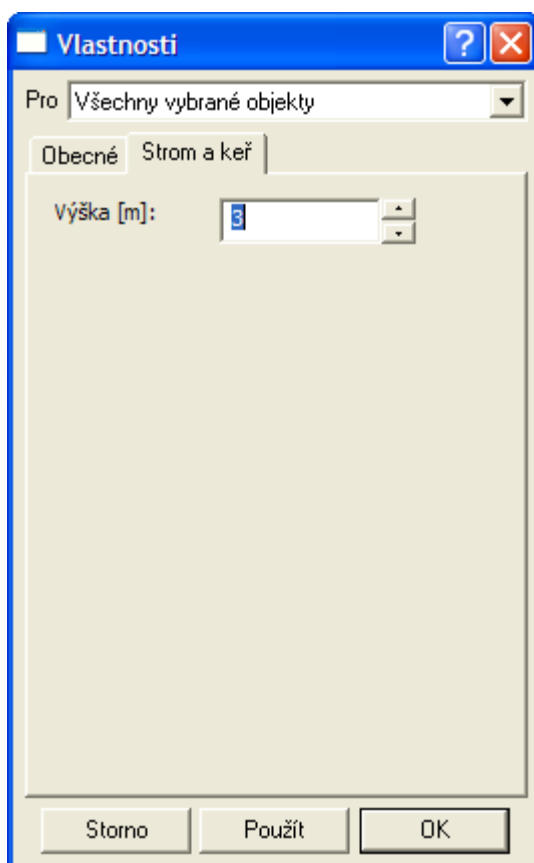 Vlastnosti
Pro Všechny vybrané objekty
Obecné Strom a keř
Výška [m]: 3
Storno Použít OK